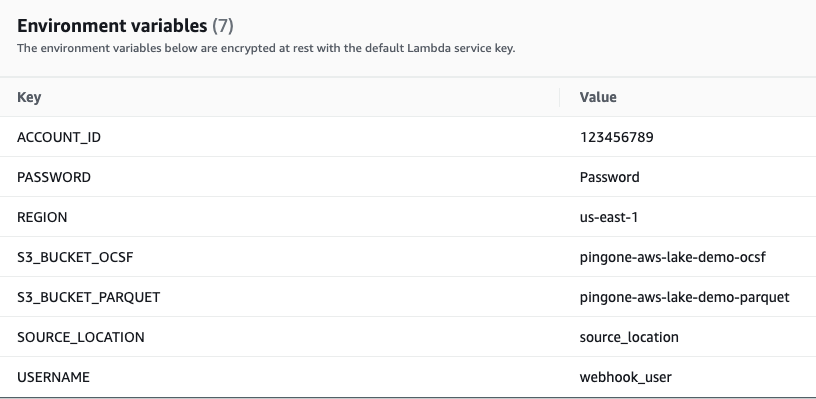 Environment variables (7)
The environment variables below are encrypted at rest with the default Lambda service key.
Key Value
ACCOUNT_ID 123456789
PASSWORD Password
REGION us-east-1
S3_BUCKET_OCSF pingone-aws-lake-demo-ocsf
S3_BUCKET_PARQUET pingone-aws-lake-demo-parquet
SOURCE_LOCATION source_location
USERNAME webhook_user